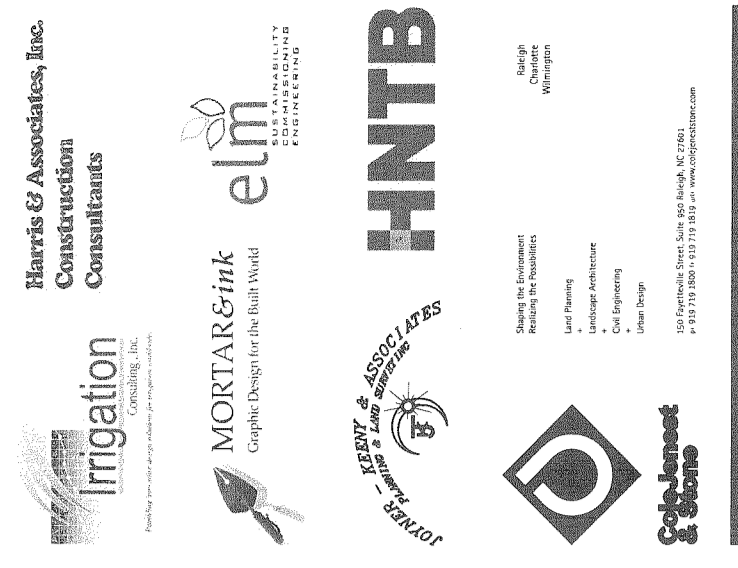 Irrigation
Consulting, Inc.
Harris & Associates, Inc.
Construction
Consultants
MORTAR&ink
Graphic Design for the Built World
elm
SUSTAINABILITY
COMMISSIONING
ENGINEERING
JOYNER – KEENY & ASSOCIATES
PLANNING & LAND SURVEYING
HNTB
ColeJenest
& Stone
Shaping the Environment
Realizing the Possibilities
Land Planning
+
Landscape Architecture
+
Civil Engineering
+
Urban Design
Raleigh
Charlotte
Wilmington
150 Fayetteville Street, Suite 950 Raleigh, NC 27601
p+ 919 719 1800 f+ 919 719 1819 url+ www.colejeneststone.com